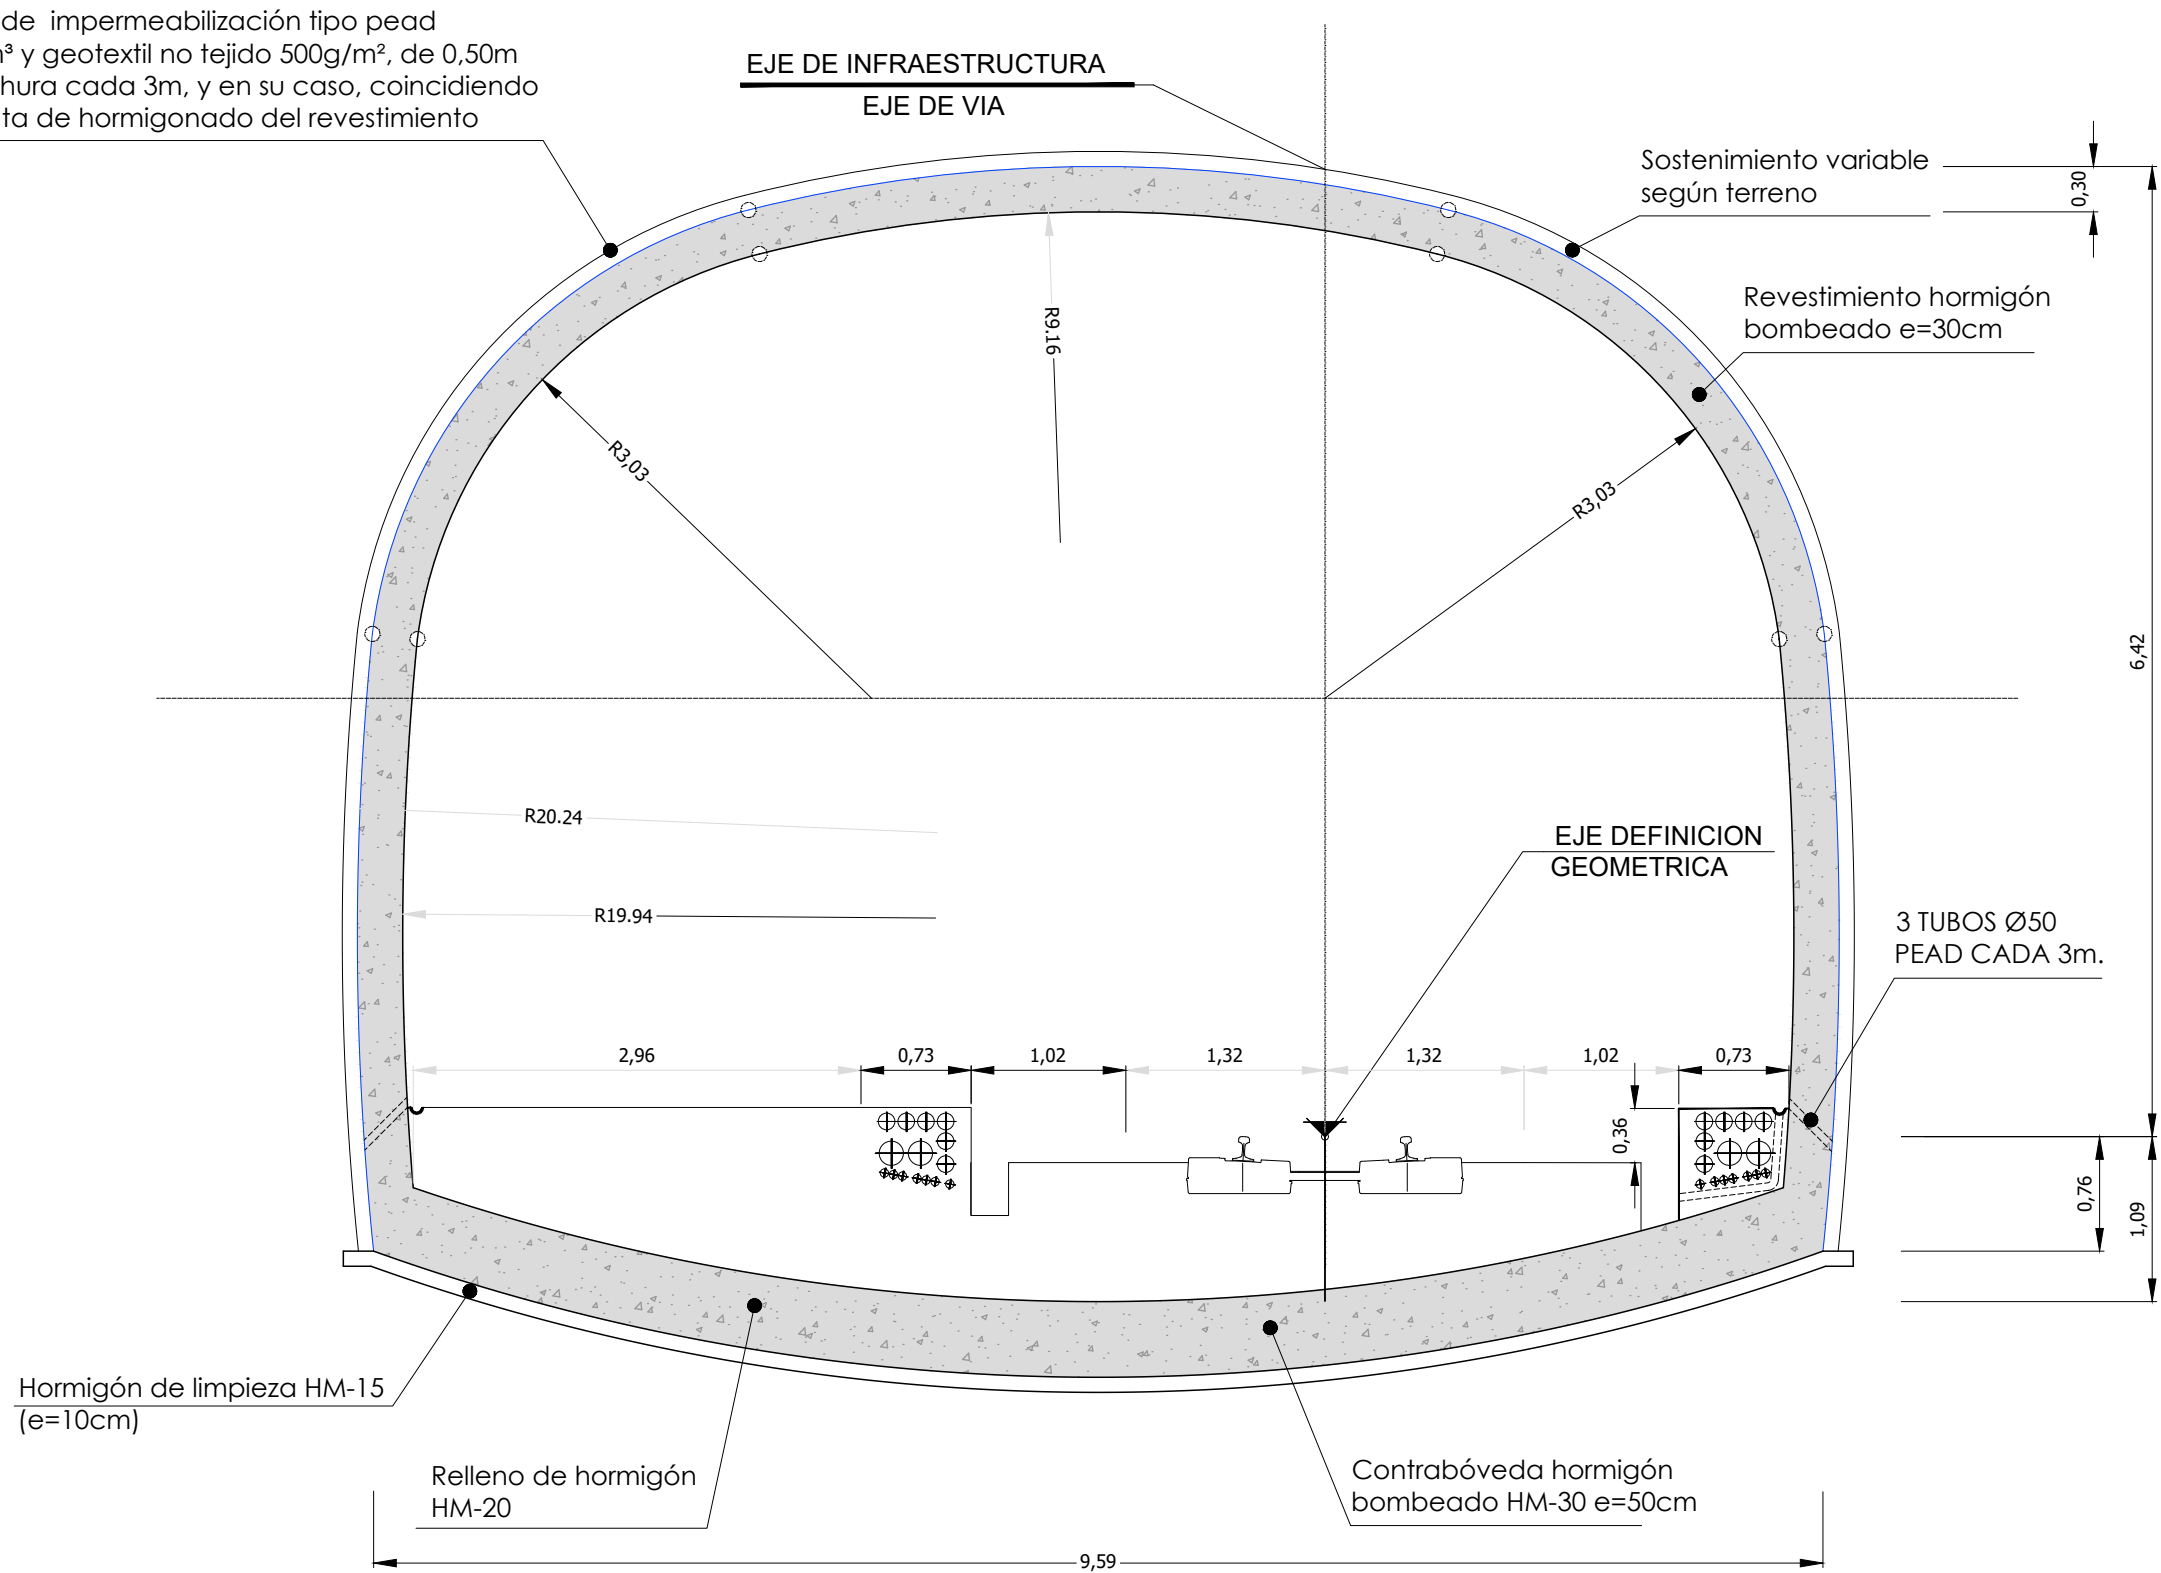 de impermeabilización tipo pead
m³ y geotextil no tejido 500g/m², de 0,50m
hura cada 3m, y en su caso, coincidiendo
ta de hormigonado del revestimiento
EJE DE INFRAESTRUCTURA
EJE DE VIA
Sostenimiento variable
según terreno
0,30
Revestimiento hormigón
bombeado e=30cm
R9.16
R3,03
R3,03
6,42
R20.24
R19.94
EJE DEFINICION
GEOMETRICA
3 TUBOS Ø50
PEAD CADA 3m.
2,96
0,73
1,02
1,32
1,32
1,02
0,73
0,36
0,76
1,09
Hormigón de limpieza HM-15
(e=10cm)
Relleno de hormigón
HM-20
Contrabóveda hormigón
bombeado HM-30 e=50cm
9,59